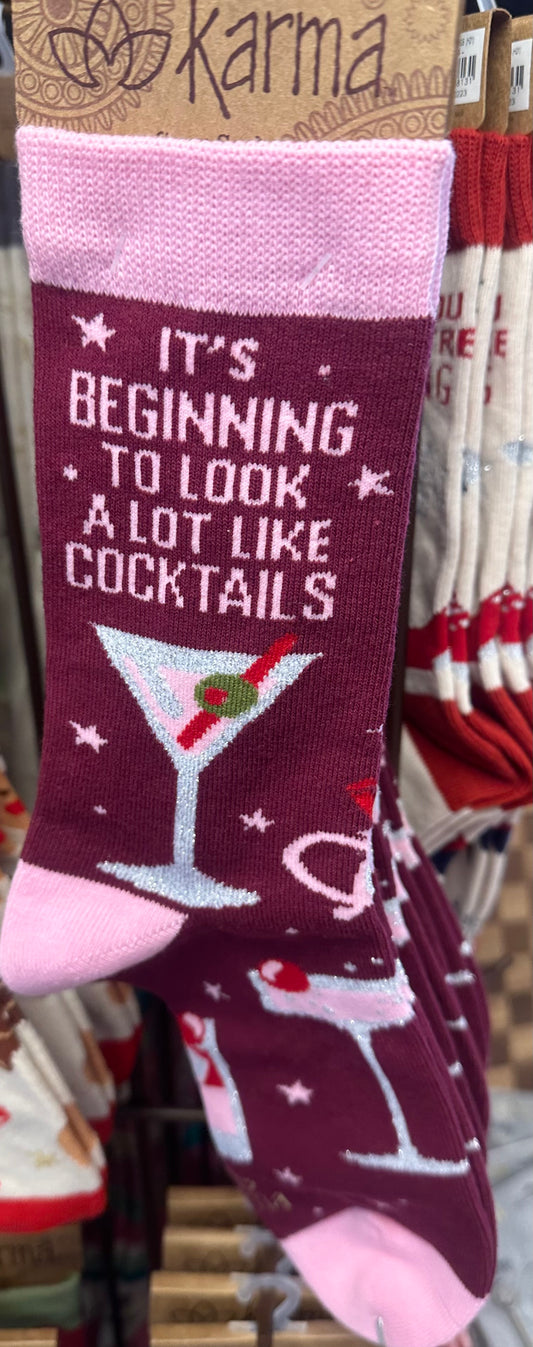 karma
IT'S
BEGINNING
TO LOOK
A LOT LIKE
COCKTAILS